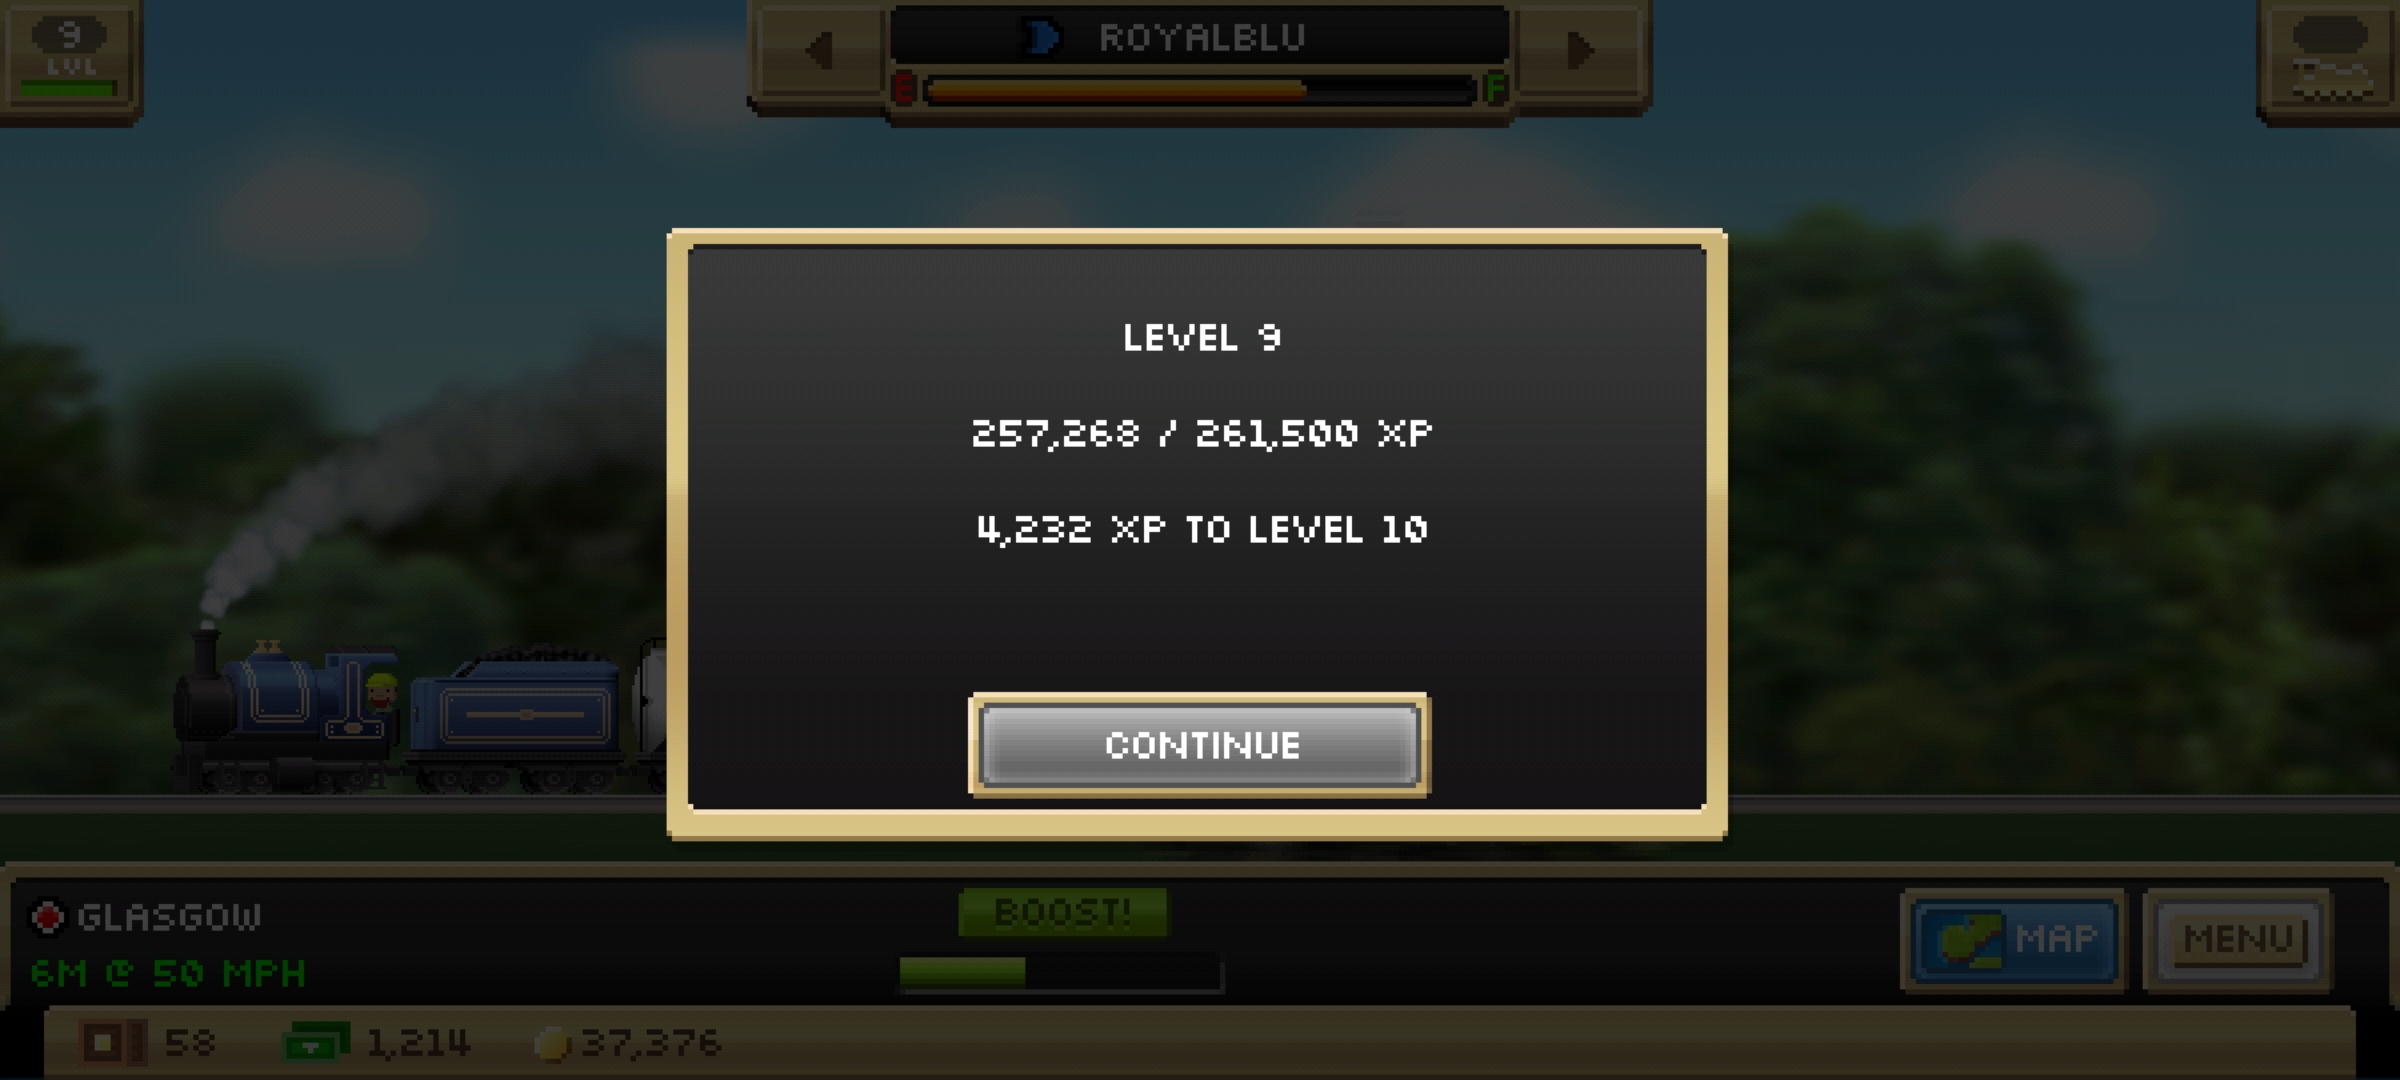 9
LVL
ROYALBLU
E F
LEVEL 9
257,268 / 261,500 XP
4,232 XP TO LEVEL 10
CONTINUE
GLASGOW
6M @ 50 MPH
BOOST!
MAP
MENU
58 1,214 37,376